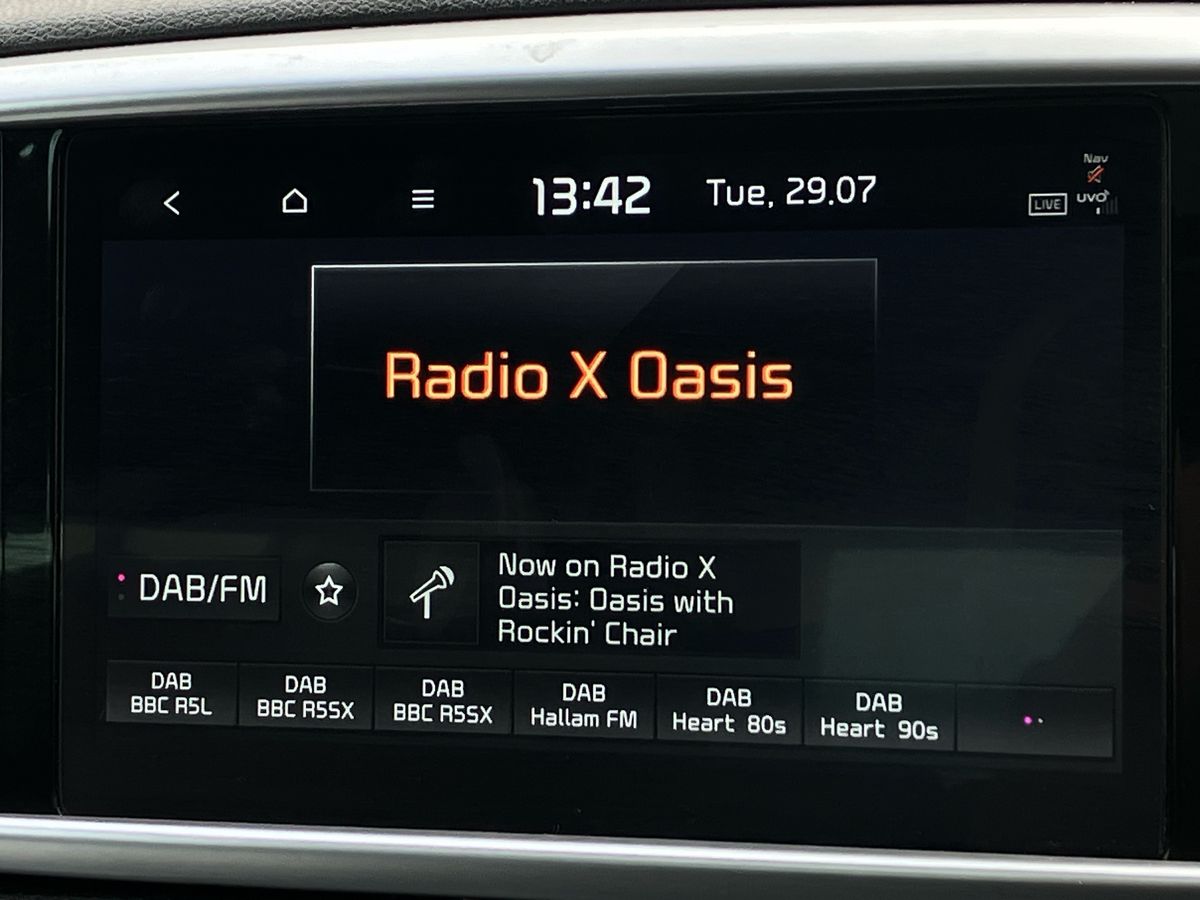 13:42 Tue, 29.07
Nav
LIVE UVO
Radio X Oasis
DAB/FM
Now on Radio X
Oasis: Oasis with
Rockin' Chair
DAB
BBC R5L
DAB
BBC R5SX
DAB
BBC R5SX
DAB
Hallam FM
DAB
Heart 80s
DAB
Heart 90s